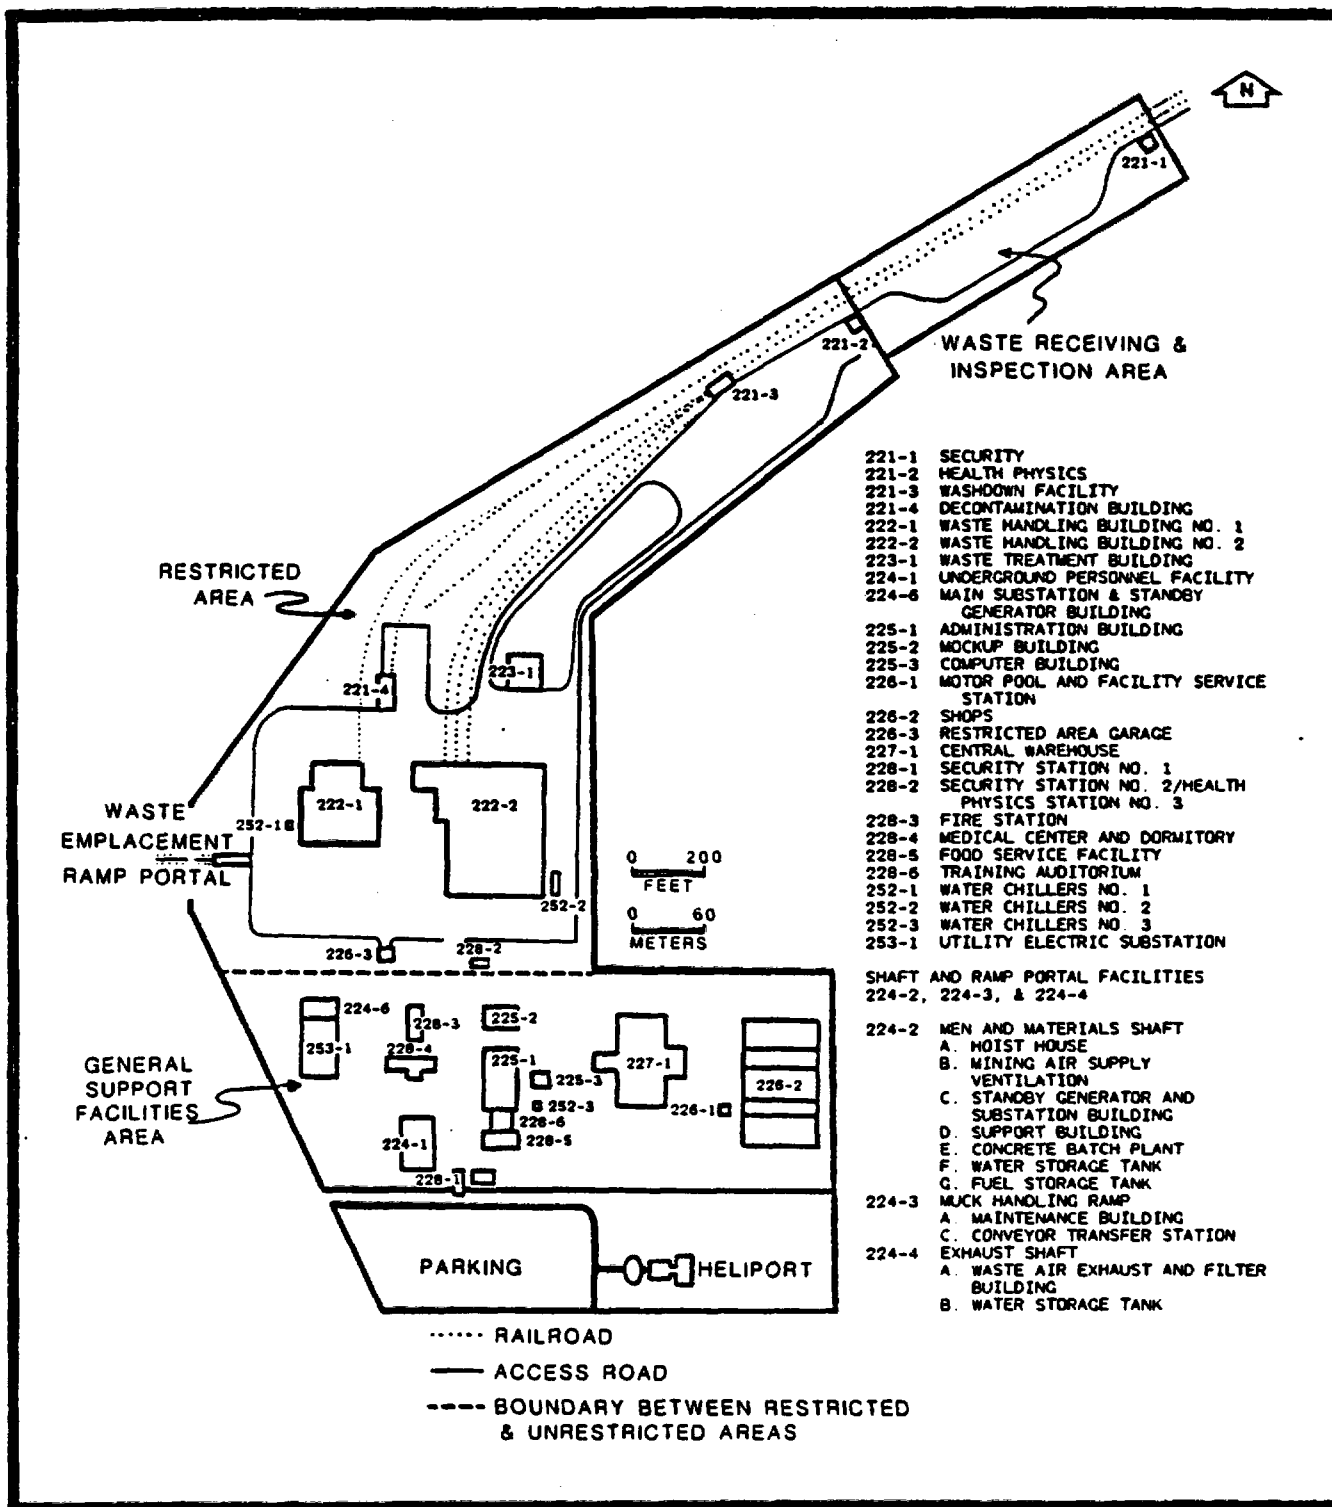 N
221-1
221-2
WASTE RECEIVING &
INSPECTION AREA
221-3
RESTRICTED
AREA
223-1
221-4
WASTE
EMPLACEMENT
RAMP PORTAL
222-1
222-2
252-1
252-2
0 200
FEET
0 60
METERS
226-3
228-2
224-6
228-3
225-2
253-1
228-4
225-1
227-1
225-3
226-2
252-3
226-1
228-6
228-5
224-1
228-1
GENERAL
SUPPORT
FACILITIES
AREA
PARKING
HELIPORT
221-1 SECURITY
221-2 HEALTH PHYSICS
221-3 WASHDOWN FACILITY
221-4 DECONTAMINATION BUILDING
222-1 WASTE HANDLING BUILDING NO. 1
222-2 WASTE HANDLING BUILDING NO. 2
223-1 WASTE TREATMENT BUILDING
224-1 UNDERGROUND PERSONNEL FACILITY
224-6 MAIN SUBSTATION & STANDBY
GENERATOR BUILDING
225-1 ADMINISTRATION BUILDING
225-2 MOCKUP BUILDING
225-3 COMPUTER BUILDING
226-1 MOTOR POOL AND FACILITY SERVICE
STATION
226-2 SHOPS
226-3 RESTRICTED AREA GARAGE
227-1 CENTRAL WAREHOUSE
228-1 SECURITY STATION NO. 1
228-2 SECURITY STATION NO. 2/HEALTH
PHYSICS STATION NO. 3
228-3 FIRE STATION
228-4 MEDICAL CENTER AND DORMITORY
228-5 FOOD SERVICE FACILITY
228-6 TRAINING AUDITORIUM
252-1 WATER CHILLERS NO. 1
252-2 WATER CHILLERS NO. 2
252-3 WATER CHILLERS NO. 3
253-1 UTILITY ELECTRIC SUBSTATION
SHAFT AND RAMP PORTAL FACILITIES
224-2, 224-3, & 224-4
224-2 MEN AND MATERIALS SHAFT
A. HOIST HOUSE
B. MINING AIR SUPPLY
VENTILATION
C. STANDBY GENERATOR AND
SUBSTATION BUILDING
D. SUPPORT BUILDING
E. CONCRETE BATCH PLANT
F. WATER STORAGE TANK
G. FUEL STORAGE TANK
224-3 MUCK HANDLING RAMP
A. MAINTENANCE BUILDING
C. CONVEYOR TRANSFER STATION
224-4 EXHAUST SHAFT
A. WASTE AIR EXHAUST AND FILTER
BUILDING
B. WATER STORAGE TANK
RAILROAD
ACCESS ROAD
BOUNDARY BETWEEN RESTRICTED
& UNRESTRICTED AREAS